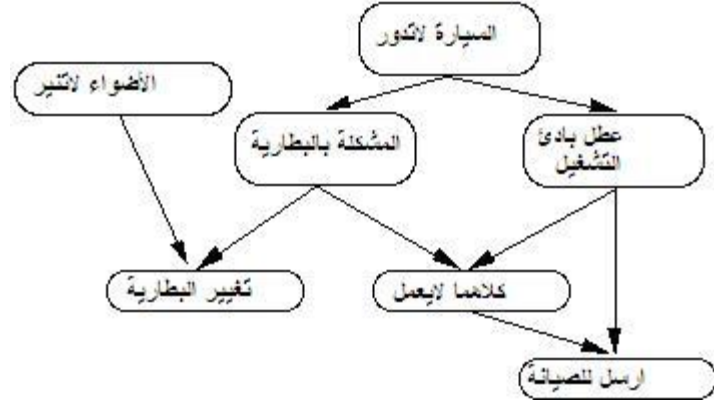 السيارة لاتدور
الأضواء لاتنير
المشكلة بالبطارية
عطل بادئ
التشغيل
تغيير البطارية
كلاهما لايعمل
ارسل للصيانة